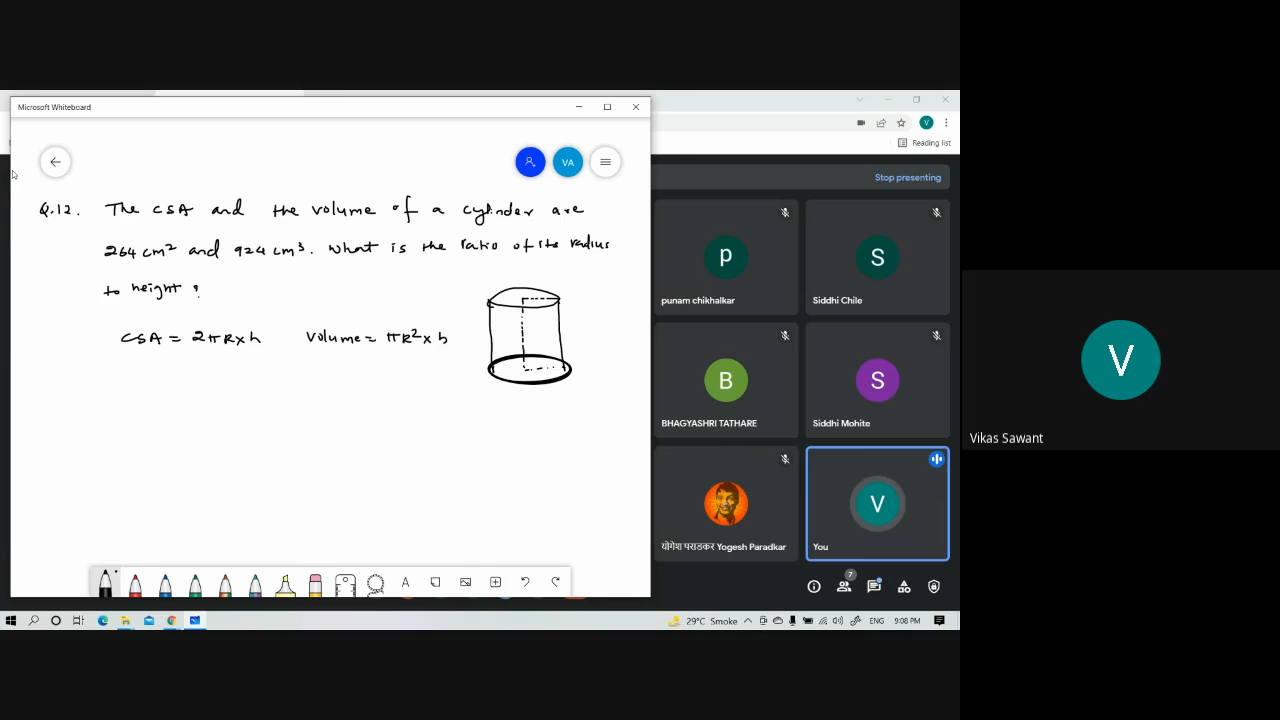 Microsoft Whiteboard
Reading list
VA
V
Stop presenting
Q.12. The CSA and the volume of a cylinder are
264 cm² and 924 cm³. What is the ratio of its radius
to height ?
CSA = 2πR×h Volume = πR²×h
p
punam chikhalkar
S
Siddhi Chile
B
BHAGYASHRI TATHARE
S
Siddhi Mohite
योगेश पराडकर Yogesh Paradkar
V
You
V
Vikas Sawant
A
7
29°C Smoke
ENG
9:08 PM